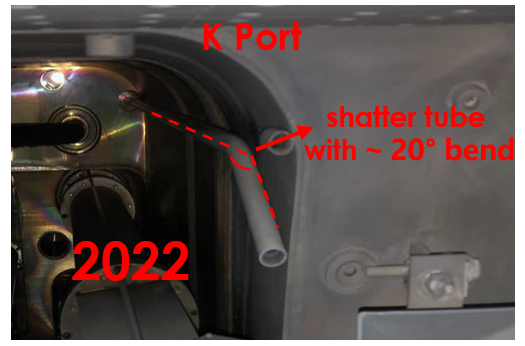 K Port
shatter tube
with ~ 20° bend
2022